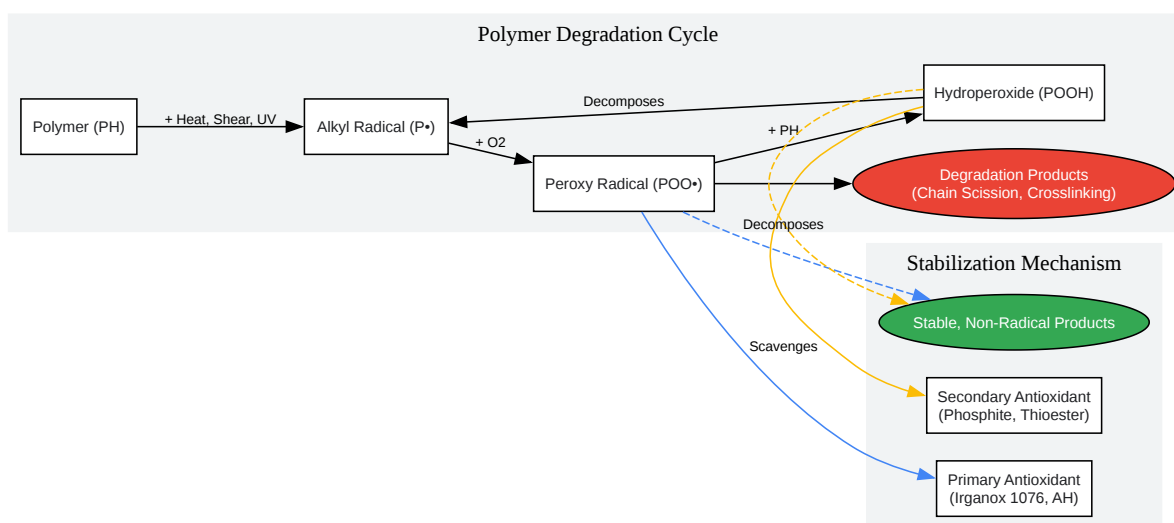 Polymer Degradation Cycle
Polymer (PH)
+ Heat, Shear, UV
Alkyl Radical (P•)
Decomposes
+ O2
Peroxy Radical (POO•)
+ PH
Hydroperoxide (POOH)
Degradation Products
(Chain Scission, Crosslinking)
Decomposes
Stabilization Mechanism
Stable, Non-Radical Products
Scavenges
Secondary Antioxidant
(Phosphite, Thioester)
Primary Antioxidant
(Irganox 1076, AH)